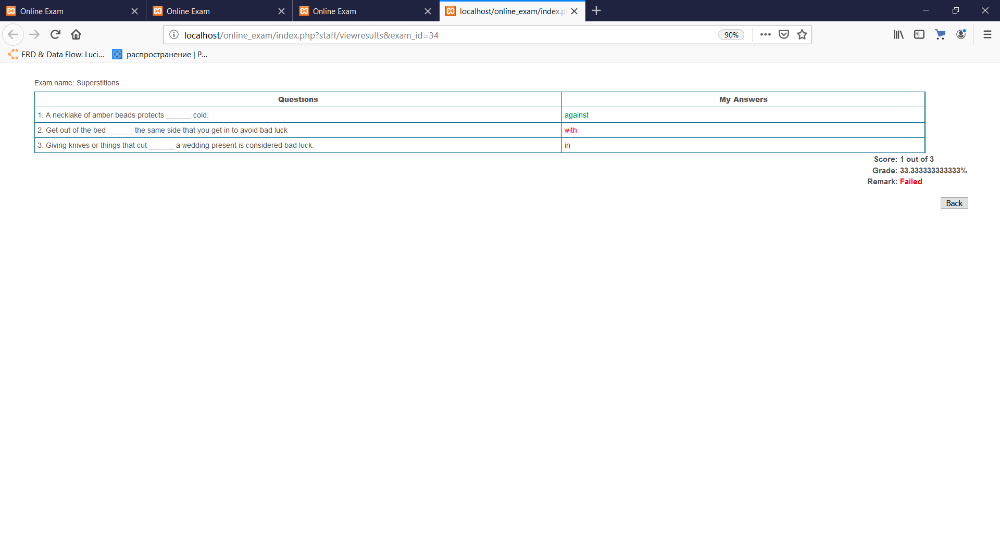 Online Exam
Online Exam
Online Exam
localhost/online_exam/index.p
localhost/online_exam/index.php?staff/viewresults&exam_id=34
90%
ERD & Data Flow: Luci...
распространение | P...
Exam name: Superstitions
Questions My Answers
1. A necklake of amber beads protects ______ cold. against
2. Get out of the bed ______ the same side that you get in to avoid bad luck with
3. Giving knives or things that cut ______ a wedding present is considered bad luck. in
Score: 1 out of 3
Grade: 33.333333333333%
Remark: Failed
Back